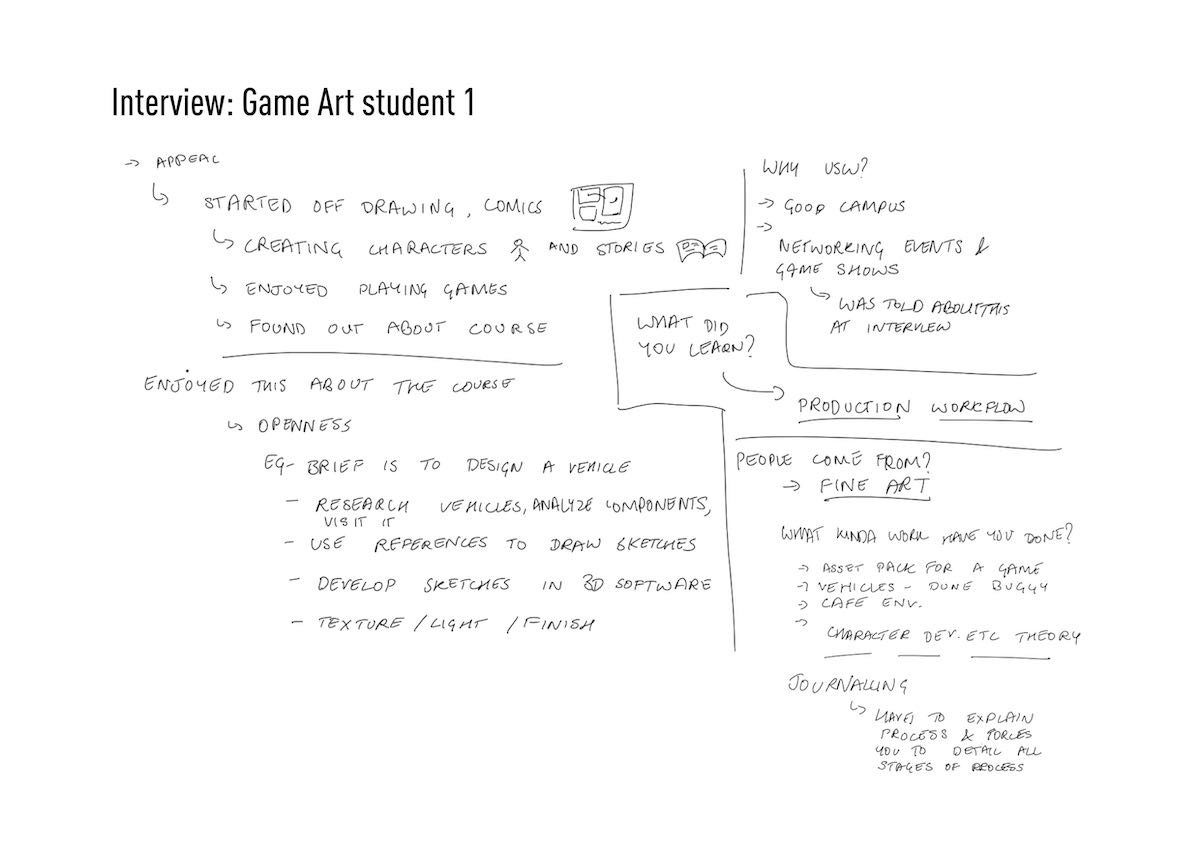 Interview: Game Art student 1
→ APPEAL
↳ STARTED OFF DRAWING, COMICS
↳ CREATING CHARACTERS AND STORIES
↳ ENJOYED PLAYING GAMES
↳ FOUND OUT ABOUT COURSE
ENJOYED THIS ABOUT THE COURSE
↳ OPENNESS
EG- BRIEF IS TO DESIGN A VEHICLE
- RESEARCH VEHICLES, ANALYZE COMPONENTS,
VISIT IT
- USE REFERENCES TO DRAW SKETCHES
- DEVELOP SKETCHES IN 3D SOFTWARE
- TEXTURE / LIGHT / FINISH
WHY USW?
→ GOOD CAMPUS
→
NETWORKING EVENTS &
GAME SHOWS
↳ WAS TOLD ABOUT THIS
AT INTERVIEW
WHAT DID
YOU LEARN?
→ PRODUCTION WORKFLOW
PEOPLE COME FROM?
→ FINE ART
WHAT KINDA WORK HAVE YOU DONE?
→ ASSET PACK FOR A GAME
→ VEHICLES - DUNE BUGGY
→ CAFE ENV.
→
CHARACTER DEV. ETC THEORY
JOURNALLING
↳ HAVE TO EXPLAIN
PROCESS & FORCES
YOU TO DETAIL ALL
STAGES OF PROCESS